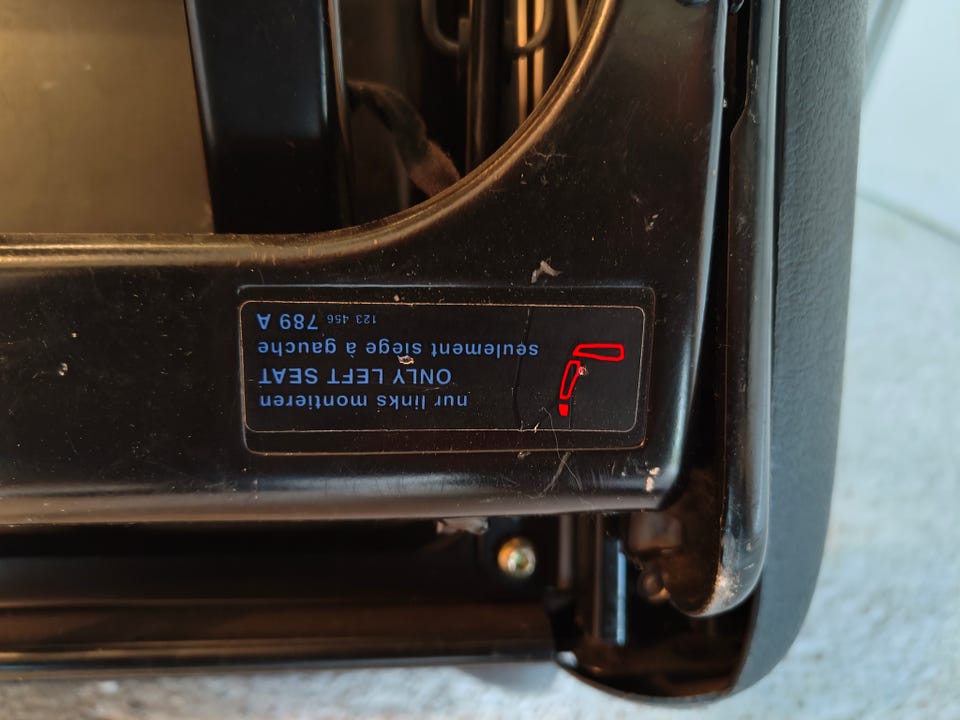 nur links montieren
ONLY LEFT SEAT
seulement siège à gauche
123 456 789 A